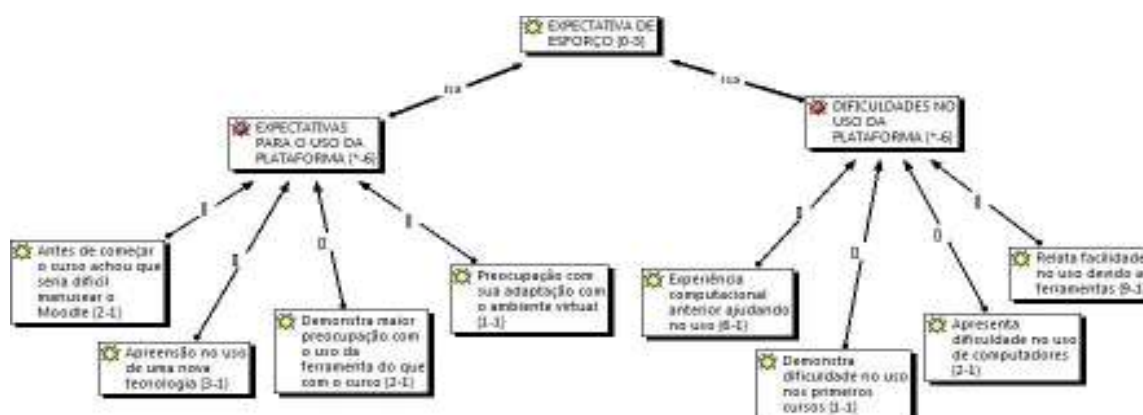 EXPECTATIVA DE
ESFORÇO {0-3}
isa
isa
EXPECTATIVAS
PARA O USO DA
PLATAFORMA {*-6}
DIFICULDADES NO
USO DA
PLATAFORMA {*-6}
[]
[]
[]
[]
[]
[]
[]
[]
Antes de começar
o curso achou que
seria difícil
manusear o
Moodle {2-1}
Apreensão no uso
de uma nova
tecnologia {3-1}
Demonstra maior
preocupação com
o uso da
ferramenta do que
com o curso {2-1}
Preocupação com
sua adaptação com
o ambiente virtual
{1-1}
Experiência
computacional
anterior ajudando
no uso {6-1}
Demonstra
dificuldade no uso
nos primeiros
cursos {1-1}
Apresenta
dificuldade no uso
de computadores
{2-1}
Relata facilidade
no uso devido a
ferramentas {9-1